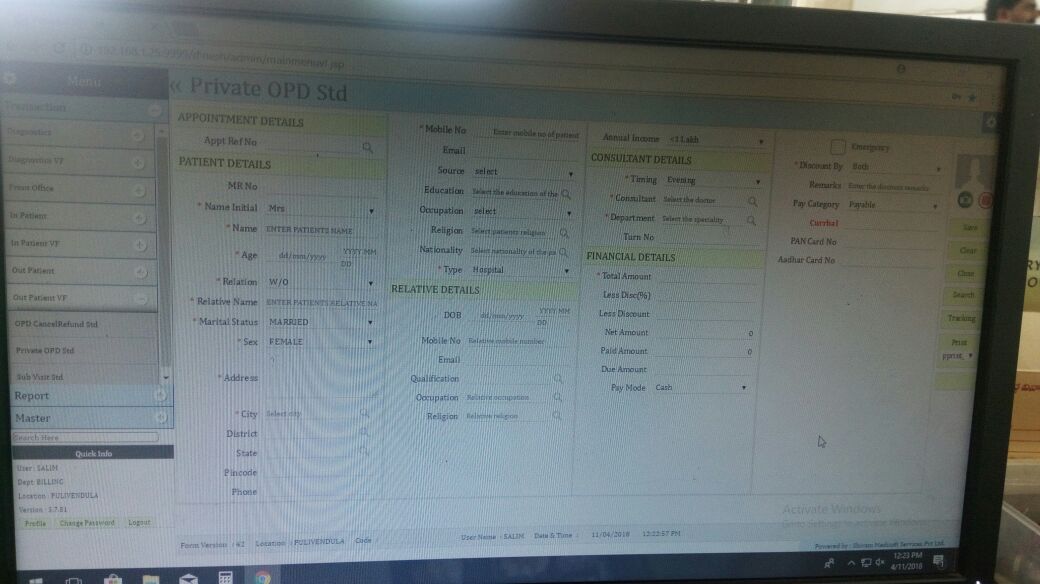 192.168.1.25:9999/dinesh/admin/mainmenuvf.jsp
Menu
« Private OPD Std
Transaction
Diagnostics
Diagnostics VF
Front Office
In Patient
In Patient VF
Out Patient
Out Patient VF
OPD CancelRefund Std
Private OPD Std
Sub Visit Std
Report
Master
Search Here
Quick Info
User : SALIM
Dept: BILLING
Location : PULIVENDULA
Version : 3.7.81
Profile Change Password Logout
APPOINTMENT DETAILS
Appt Ref No
PATIENT DETAILS
MR No
* Name Initial Mrs
* Name ENTER PATIENTS NAME
* Age dd/mm/yyyy YYYY MM
DD
* Relation W/O
* Relative Name ENTER PATIENTS RELATIVE NA
* Marital Status MARRIED
* Sex FEMALE
* Address
* City Select city
District
State
Pincode
Phone
* Mobile No Enter mobile no of patient
Email
Source select
Education Select the education of the
Occupation select
Religion Select patients religion
Nationality Select nationality of the pa
* Type Hospital
RELATIVE DETAILS
DOB dd/mm/yyyy YYYY MM
DD
Mobile No Relative mobile number
Email
Qualification
Occupation Relative occupation
Religion Relative religion
Annual Income <1 Lakh
CONSULTANT DETAILS
* Timing Evening
* Consultant Select the doctor
* Department Select the speciality
Turn No
FINANCIAL DETAILS
* Total Amount
Less Disc(%)
Less Discount
Net Amount 0
Paid Amount 0
Due Amount
Pay Mode Cash
Emergency
* Discount By Both
Remarks Enter the discount remarks
Pay Category Payable
Currbal
PAN Card No
Aadhar Card No
Save
Clear
Close
Search
Tracking
Print
Activate Windows
Go to Settings to activate Windows.
Form Version : 4.2 Location : PULIVENDULA Code
User Name : SALIM Date & Time : 11/04/2018 12:22:57 PM
Powered by : Shivam Medisoft Services Pvt Ltd.
12:23 PM
4/11/2018